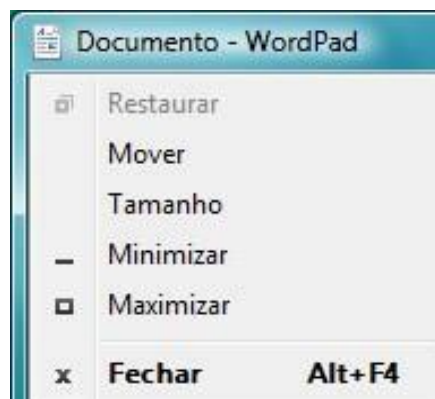 Documento - WordPad
Restaurar
Mover
Tamanho
Minimizar
Maximizar
Fechar Alt+F4